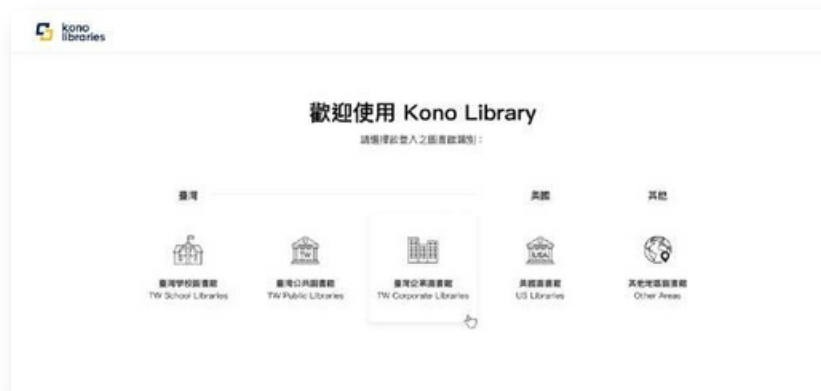 kono
libraries
歡迎使用 Kono Library
請選擇欲登入之圖書館識別：
臺灣
美國
其他
TW
USA
臺灣學校圖書館
TW School Libraries
臺灣公共圖書館
TW Public Libraries
臺灣企業圖書館
TW Corporate Libraries
美國圖書館
US Libraries
其他地區圖書館
Other Areas